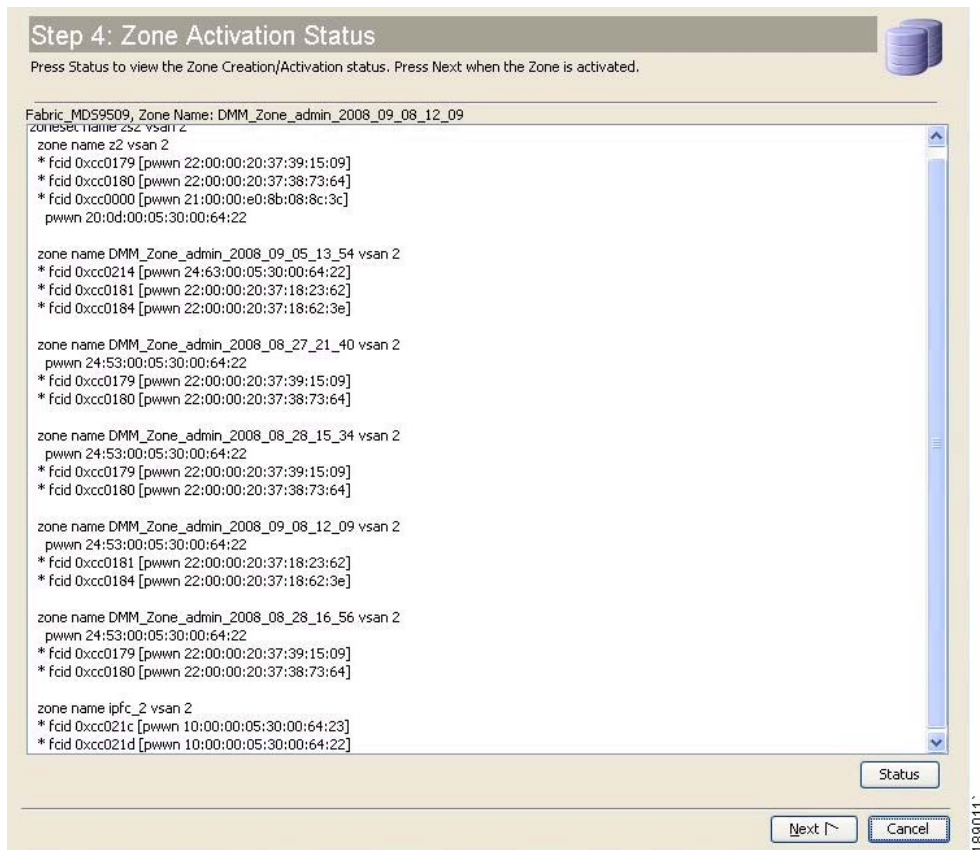 Step 4: Zone Activation Status
Press Status to view the Zone Creation/Activation status. Press Next when the Zone is activated.
Fabric_MDS9509, Zone Name: DMM_Zone_admin_2008_09_08_12_09
zoneset name zs2 vsan 2
zone name z2 vsan 2
* fcid 0xcc0179 [pwwn 22:00:00:20:37:39:15:09]
* fcid 0xcc0180 [pwwn 22:00:00:20:37:38:73:64]
* fcid 0xcc0000 [pwwn 21:00:00:e0:8b:08:8c:3c]
pwwn 20:0d:00:05:30:00:64:22
zone name DMM_Zone_admin_2008_09_05_13_54 vsan 2
* fcid 0xcc0214 [pwwn 24:63:00:05:30:00:64:22]
* fcid 0xcc0181 [pwwn 22:00:00:20:37:18:23:62]
* fcid 0xcc0184 [pwwn 22:00:00:20:37:18:62:3e]
zone name DMM_Zone_admin_2008_08_27_21_40 vsan 2
pwwn 24:53:00:05:30:00:64:22
* fcid 0xcc0179 [pwwn 22:00:00:20:37:39:15:09]
* fcid 0xcc0180 [pwwn 22:00:00:20:37:38:73:64]
zone name DMM_Zone_admin_2008_08_28_15_34 vsan 2
pwwn 24:53:00:05:30:00:64:22
* fcid 0xcc0179 [pwwn 22:00:00:20:37:39:15:09]
* fcid 0xcc0180 [pwwn 22:00:00:20:37:38:73:64]
zone name DMM_Zone_admin_2008_09_08_12_09 vsan 2
pwwn 24:53:00:05:30:00:64:22
* fcid 0xcc0181 [pwwn 22:00:00:20:37:18:23:62]
* fcid 0xcc0184 [pwwn 22:00:00:20:37:18:62:3e]
zone name DMM_Zone_admin_2008_08_28_16_56 vsan 2
pwwn 24:53:00:05:30:00:64:22
* fcid 0xcc0179 [pwwn 22:00:00:20:37:39:15:09]
* fcid 0xcc0180 [pwwn 22:00:00:20:37:38:73:64]
zone name ipfc_2 vsan 2
* fcid 0xcc021c [pwwn 10:00:00:05:30:00:64:23]
* fcid 0xcc021d [pwwn 10:00:00:05:30:00:64:22]
Status
Next
Cancel
189011`